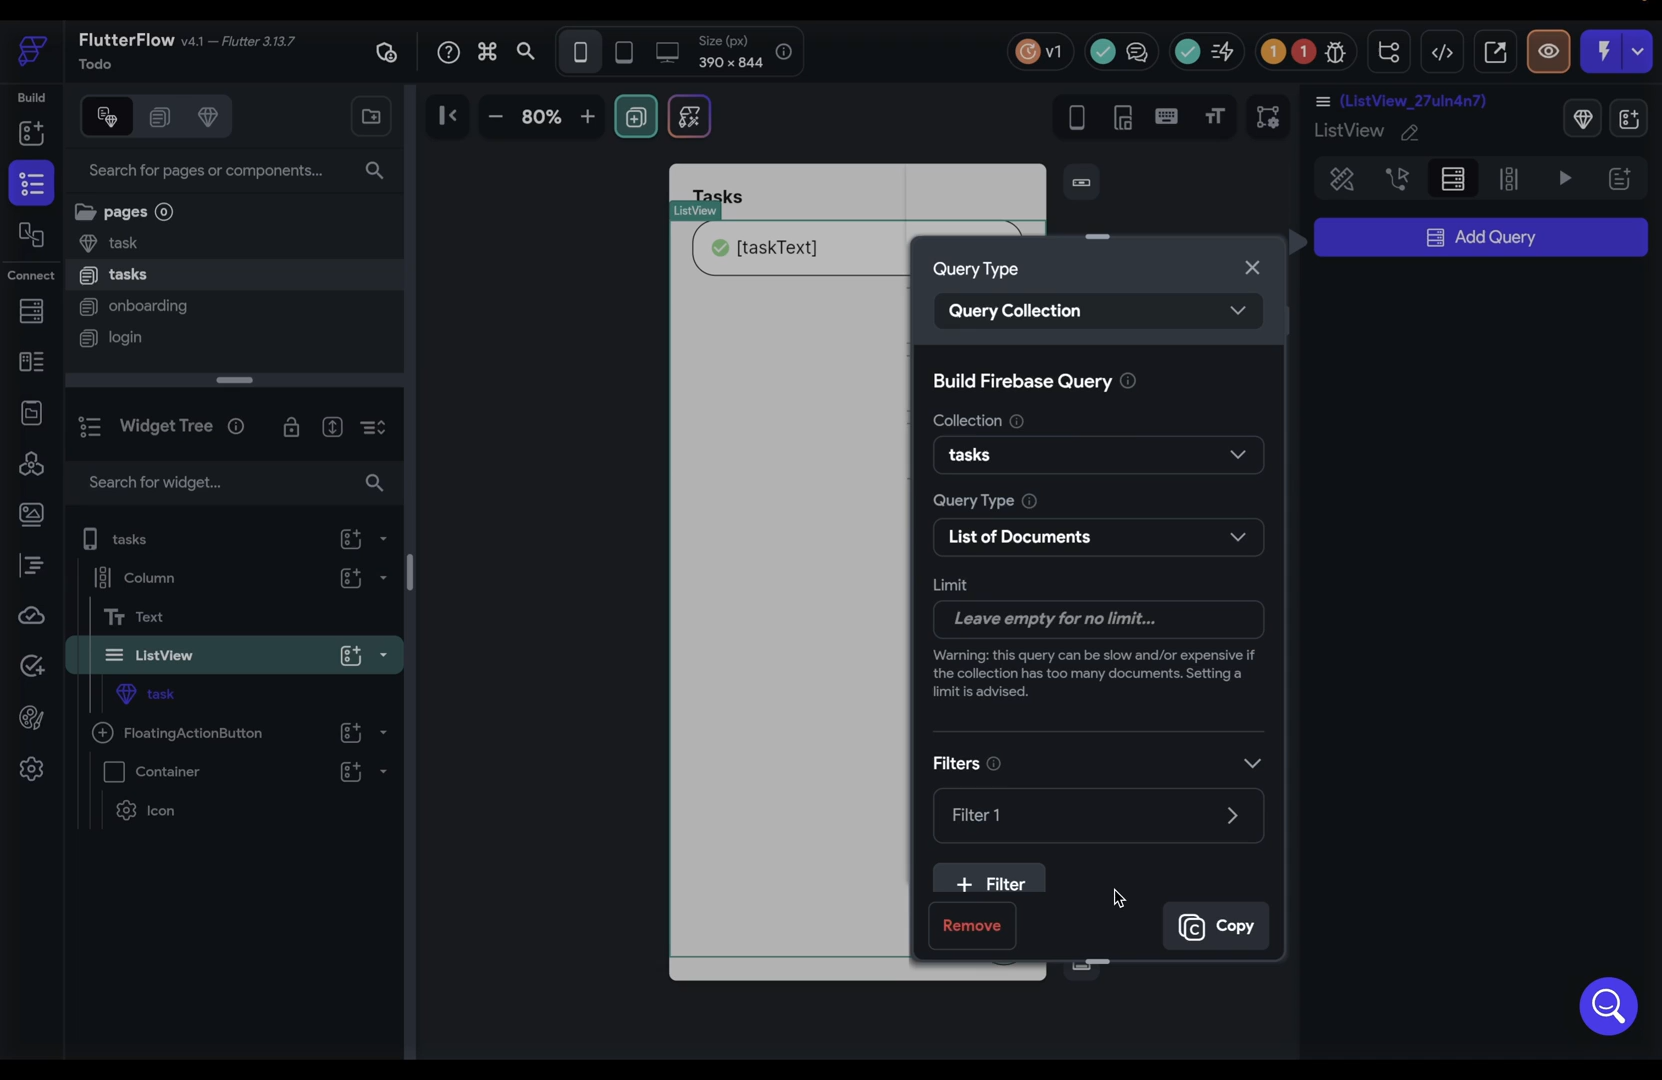 FlutterFlow v4.1 – Flutter 3.13.7
Todo
Size (px)
390 × 844
v1
1
1
Build
80%
(ListView_27uln4n7)
ListView
Search for pages or components...
pages 0
task
tasks
onboarding
login
Connect
Add Query
Widget Tree
Search for widget...
tasks
Column
Text
ListView
task
FloatingActionButton
Container
Icon
Tasks
ListView
[taskText]
Query Type
Query Collection
Build Firebase Query
Collection
tasks
Query Type
List of Documents
Limit
Leave empty for no limit...
Warning: this query can be slow and/or expensive if
the collection has too many documents. Setting a
limit is advised.
Filters
Filter 1
+ Filter
Remove
Copy